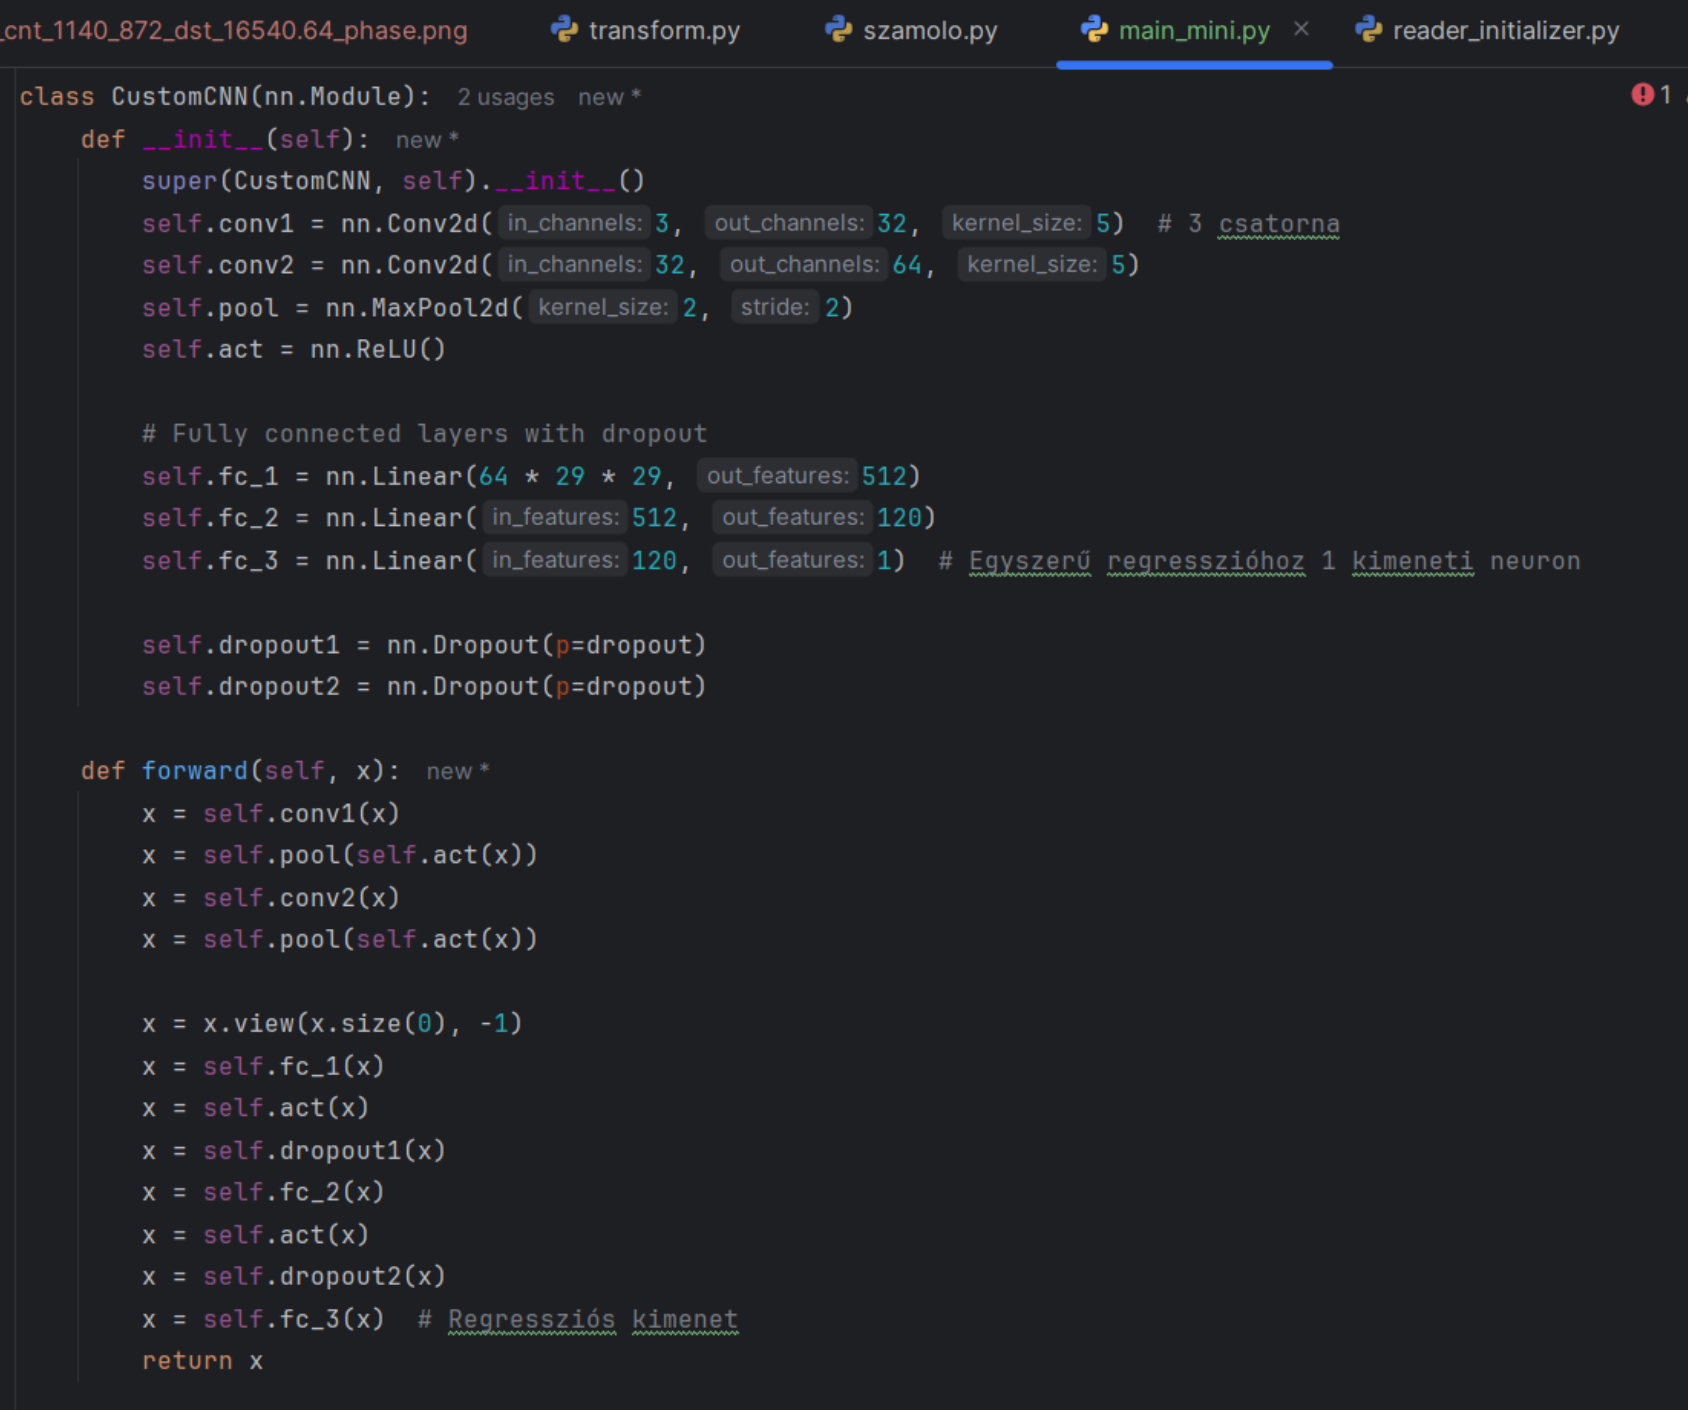 _cnt_1140_872_dst_16540.64_phase.png transform.py szamolo.py main_mini.py × reader_initializer.py
class CustomCNN(nn.Module): 2 usages new * 1
def __init__(self): new *
super(CustomCNN, self).__init__()
self.conv1 = nn.Conv2d( in_channels: 3, out_channels: 32, kernel_size: 5) # 3 csatorna
self.conv2 = nn.Conv2d( in_channels: 32, out_channels: 64, kernel_size: 5)
self.pool = nn.MaxPool2d( kernel_size: 2, stride: 2)
self.act = nn.ReLU()
# Fully connected layers with dropout
self.fc_1 = nn.Linear(64 * 29 * 29, out_features: 512)
self.fc_2 = nn.Linear( in_features: 512, out_features: 120)
self.fc_3 = nn.Linear( in_features: 120, out_features: 1) # Egyszerű regresszióhoz 1 kimeneti neuron
self.dropout1 = nn.Dropout(p=dropout)
self.dropout2 = nn.Dropout(p=dropout)
def forward(self, x): new *
x = self.conv1(x)
x = self.pool(self.act(x))
x = self.conv2(x)
x = self.pool(self.act(x))
x = x.view(x.size(0), -1)
x = self.fc_1(x)
x = self.act(x)
x = self.dropout1(x)
x = self.fc_2(x)
x = self.act(x)
x = self.dropout2(x)
x = self.fc_3(x) # Regressziós kimenet
return x